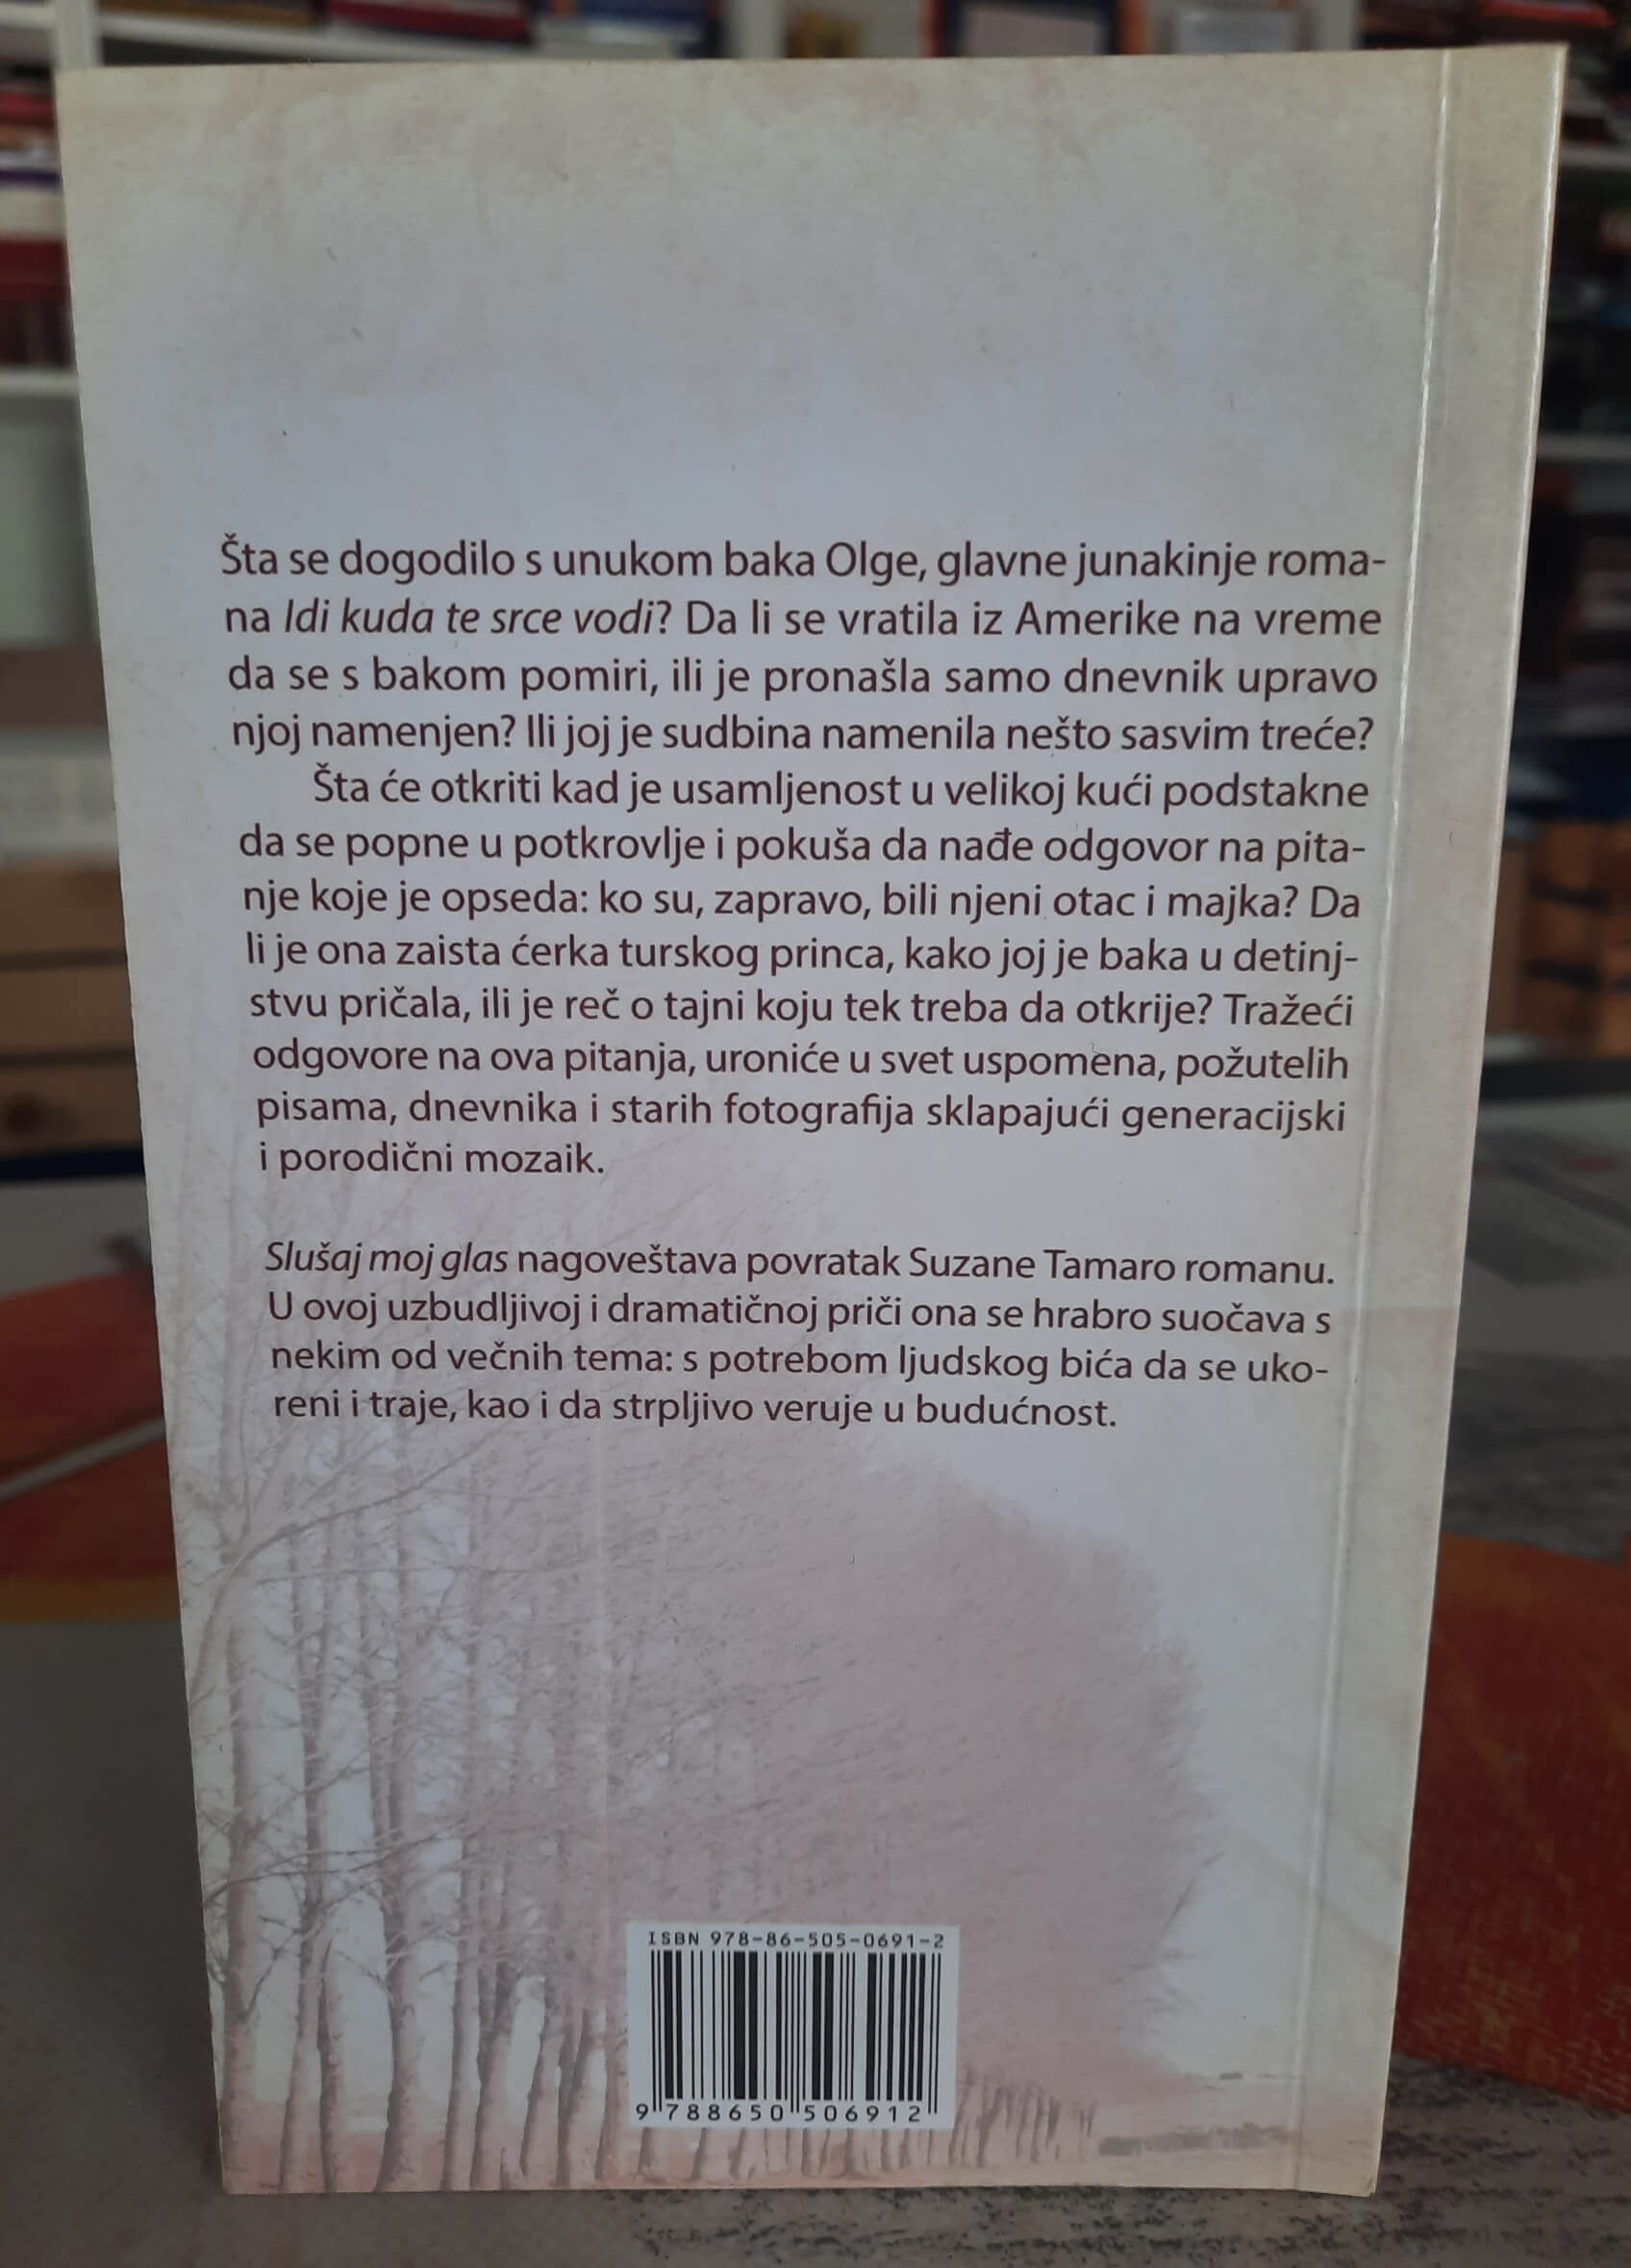 Šta se dogodilo s unukom baka Olge, glavne junakinje roma-
na Idi kuda te srce vodi? Da li se vratila iz Amerike na vreme
da se s bakom pomiri, ili je pronašla samo dnevnik upravo
njoj namenjen? Ili joj je sudbina namenila nešto sasvim treće?
Šta će otkriti kad je usamljenost u velikoj kući podstakne
da se popne u potkrovlje i pokuša da nađe odgovor na pita-
nje koje je opseda: ko su, zapravo, bili njeni otac i majka? Da
li je ona zaista ćerka turskog princa, kako joj je baka u detinj-
stvu pričala, ili je reč o tajni koju tek treba da otkrije? Tražeći
odgovore na ova pitanja, uroniće u svet uspomena, požutelih
pisama, dnevnika i starih fotografija sklapajući generacijski
i porodični mozaik.
Slušaj moj glas nagoveštava povratak Suzane Tamaro romanu.
U ovoj uzbudljivoj i dramatičnoj priči ona se hrabro suočava s
nekim od večnih tema: s potrebom ljudskog bića da se uko-
reni i traje, kao i da strpljivo veruje u budućnost.
ISBN 978-86-505-0691-2
9 788650 506912